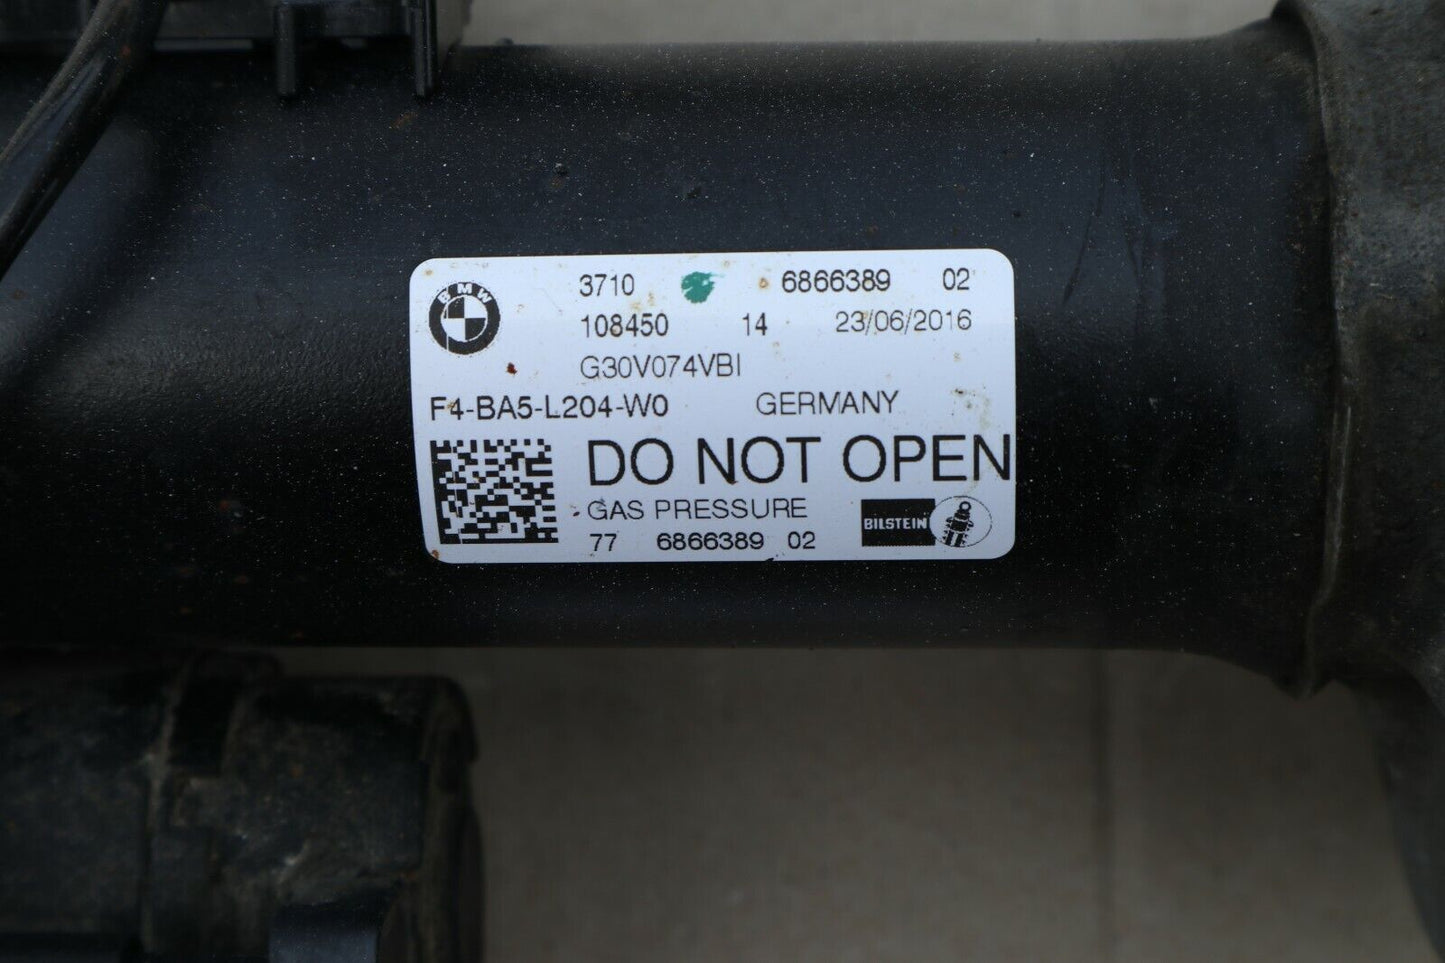 BMW
3710 6866389 02
108450 14 23/06/2016
G30V074VBI
F4-BA5-L204-W0 GERMANY
DO NOT OPEN
GAS PRESSURE
BILSTEIN
77 6866389 02